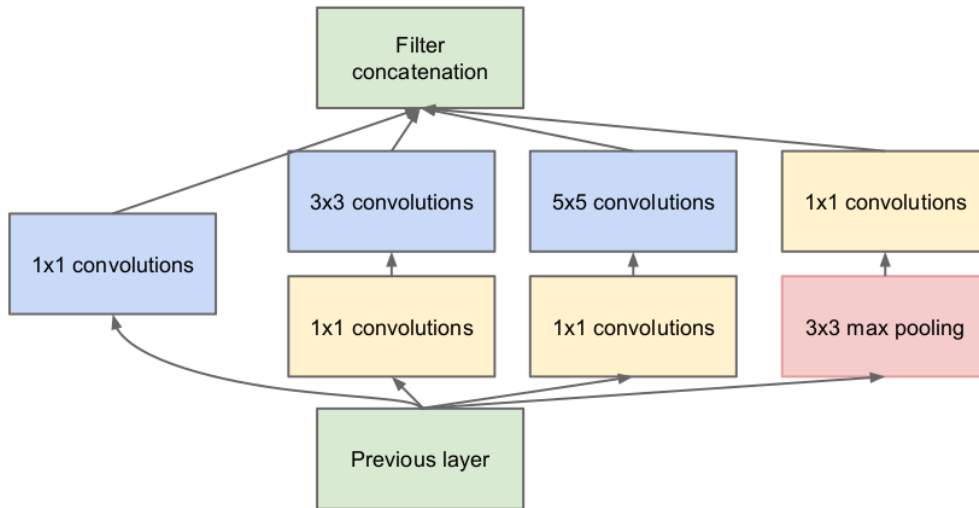 Filter
concatenation
3x3 convolutions
5x5 convolutions
1x1 convolutions
1x1 convolutions
1x1 convolutions
1x1 convolutions
3x3 max pooling
Previous layer